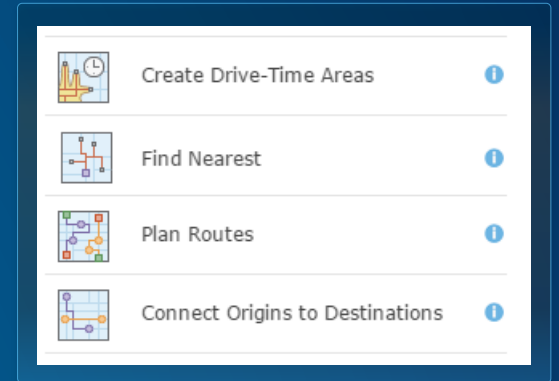 Create Drive-Time Areas
Find Nearest
Plan Routes
Connect Origins to Destinations